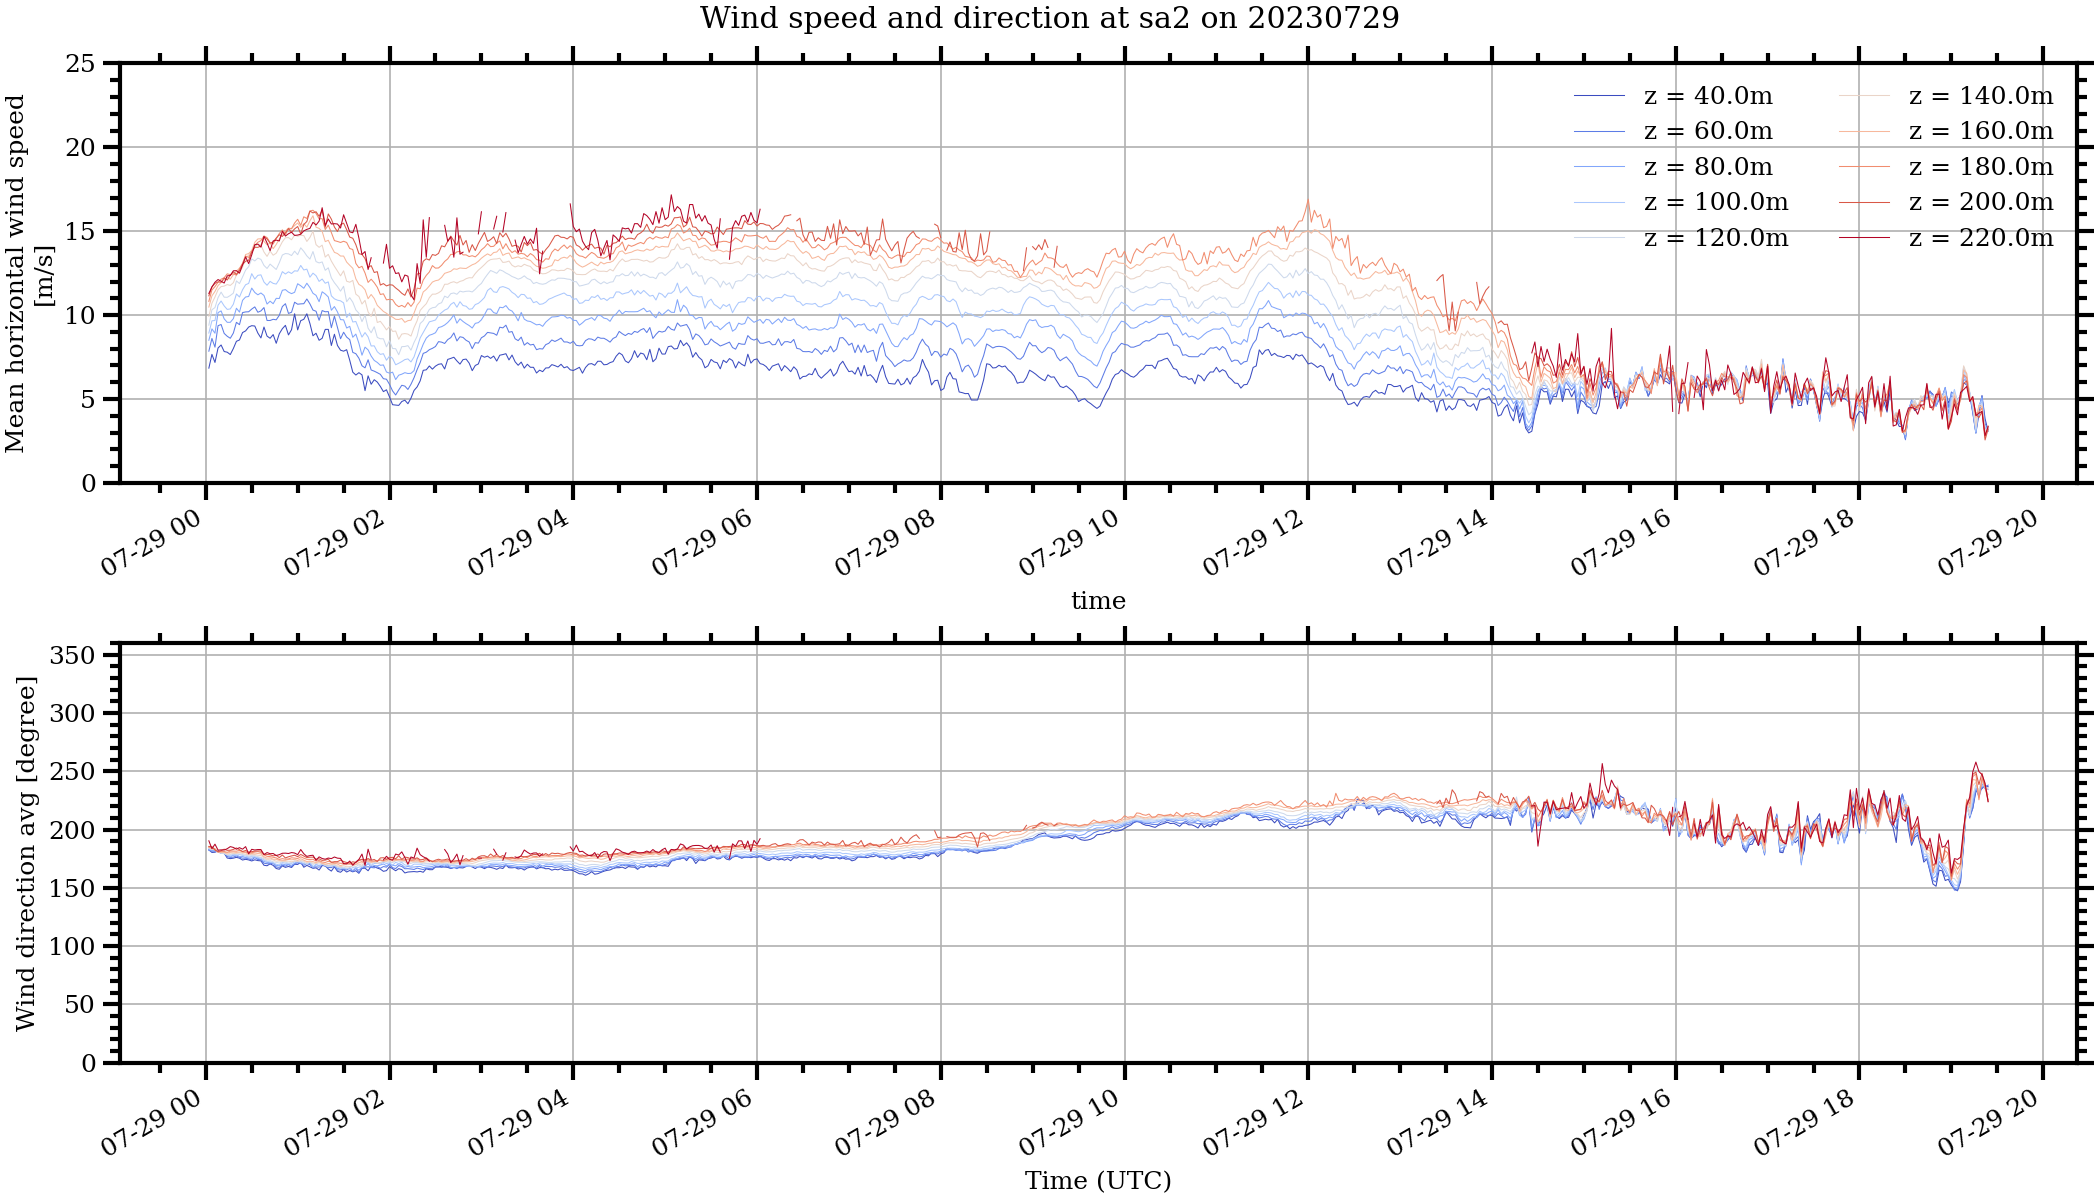 Wind speed and direction at sa2 on 20230729
Mean horizontal wind speed
[m/s]
25
20
15
10
5
0
z = 40.0m
z = 60.0m
z = 80.0m
z = 100.0m
z = 120.0m
z = 140.0m
z = 160.0m
z = 180.0m
z = 200.0m
z = 220.0m
07-29 00
07-29 02
07-29 04
07-29 06
07-29 08
07-29 10
07-29 12
07-29 14
07-29 16
07-29 18
07-29 20
time
Wind direction avg [degree]
350
300
250
200
150
100
50
0
07-29 00
07-29 02
07-29 04
07-29 06
07-29 08
07-29 10
07-29 12
07-29 14
07-29 16
07-29 18
07-29 20
Time (UTC)